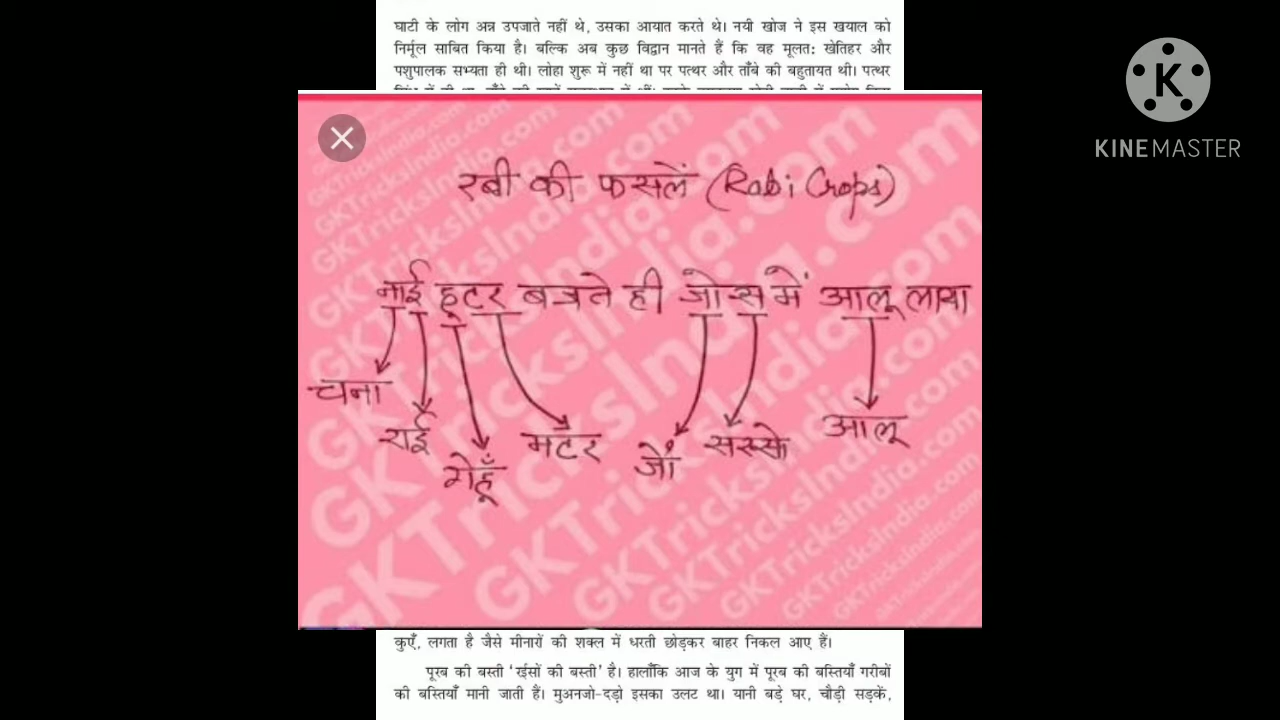 घाटी के लोग अन्न उपजाते नहीं थे, उसका आयात करते थे। नयी खोज ने इस खयाल को
निर्मूल साबित किया है। बल्कि अब कुछ विद्वान मानते हैं कि वह मूलत: खेतिहर और
पशुपालक सभ्यता ही थी। लोहा शुरू में नहीं था पर पत्थर और ताँबे की बहुतायत थी। पत्थर
KINEMASTER
रबी की फसलें (Rabi Crops)
नाई हूटर बजते ही जोस में आलू लाया
चना
राई
गेहूँ
मटर
जौं
सरसों
आलू
GKTricksIndia.com
कुएँ, लगता है जैसे मीनारों की शक्ल में धरती छोड़कर बाहर निकल आए हैं।
पूरब की बस्ती ‘रईसों की बस्ती’ है। हालाँकि आज के युग में पूरब की बस्तियाँ गरीबों
की बस्तियाँ मानी जाती हैं। मुअनजो-दड़ो इसका उलट था। यानी बड़े घर, चौड़ी सड़कें,